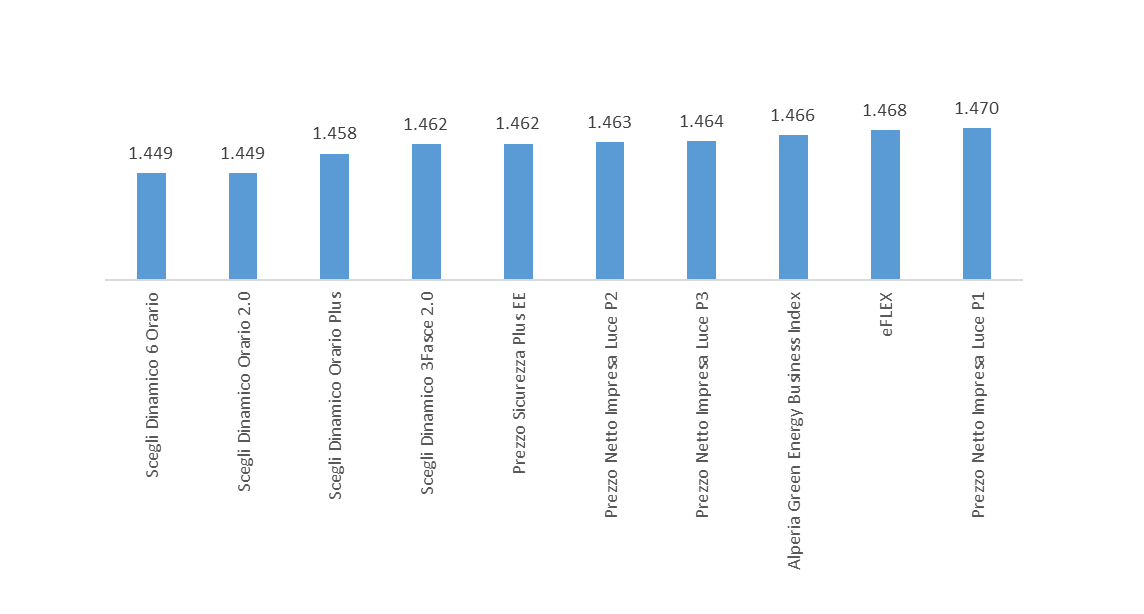 1.449
1.449
1.458
1.462
1.462
1.463
1.464
1.466
1.468
1.470
Scegli Dinamico 6 Orario
Scegli Dinamico Orario 2.0
Scegli Dinamico Orario Plus
Scegli Dinamico 3Fasce 2.0
Prezzo Sicurezza Plus EE
Prezzo Netto Impresa Luce P2
Prezzo Netto Impresa Luce P3
Alperia Green Energy Business Index
eFLEX
Prezzo Netto Impresa Luce P1